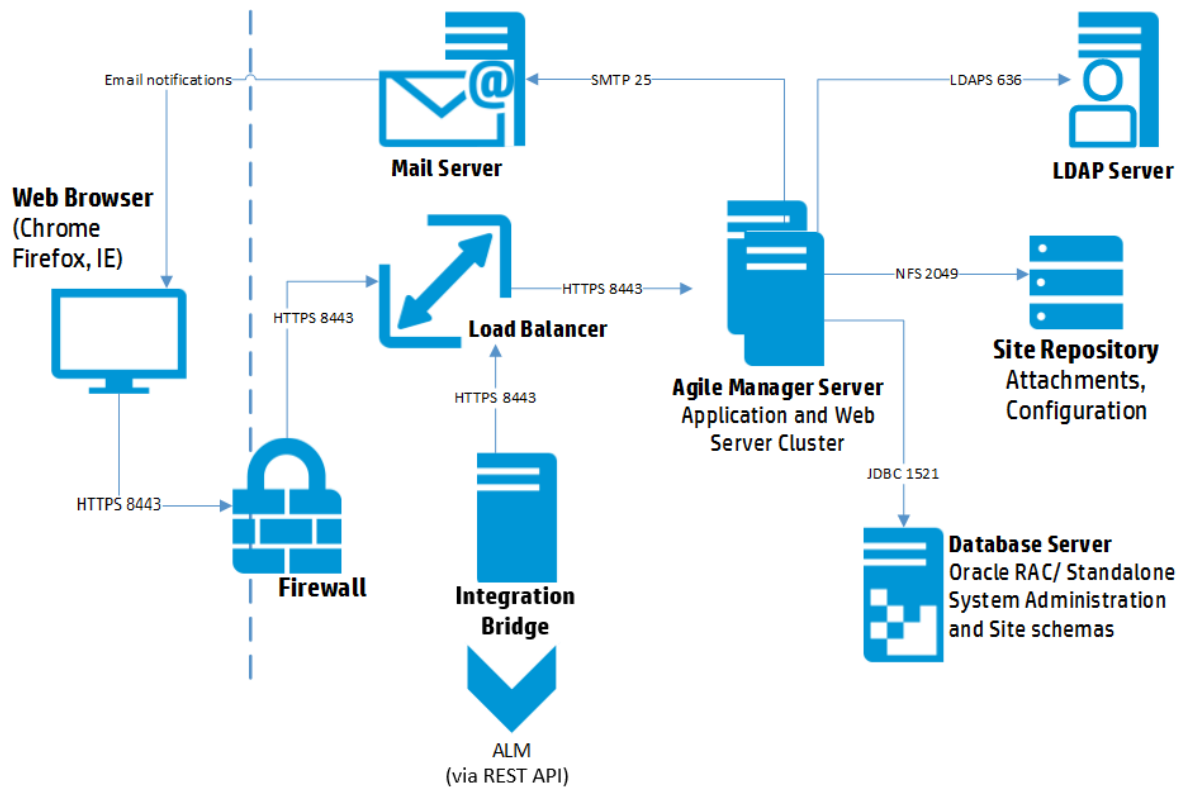 Email notifications
SMTP 25
LDAPS 636
@
Mail Server
LDAP Server
Web Browser
(Chrome
Firefox, IE)
HTTPS 8443
HTTPS 8443
NFS 2049
HTTPS 8443
Load Balancer
Site Repository
Attachments,
Configuration
Agile Manager Server
Application and Web
Server Cluster
HTTPS 8443
JDBC 1521
HTTPS 8443
Firewall
Integration
Bridge
Database Server
Oracle RAC/ Standalone
System Administration
and Site schemas
ALM
(via REST API)